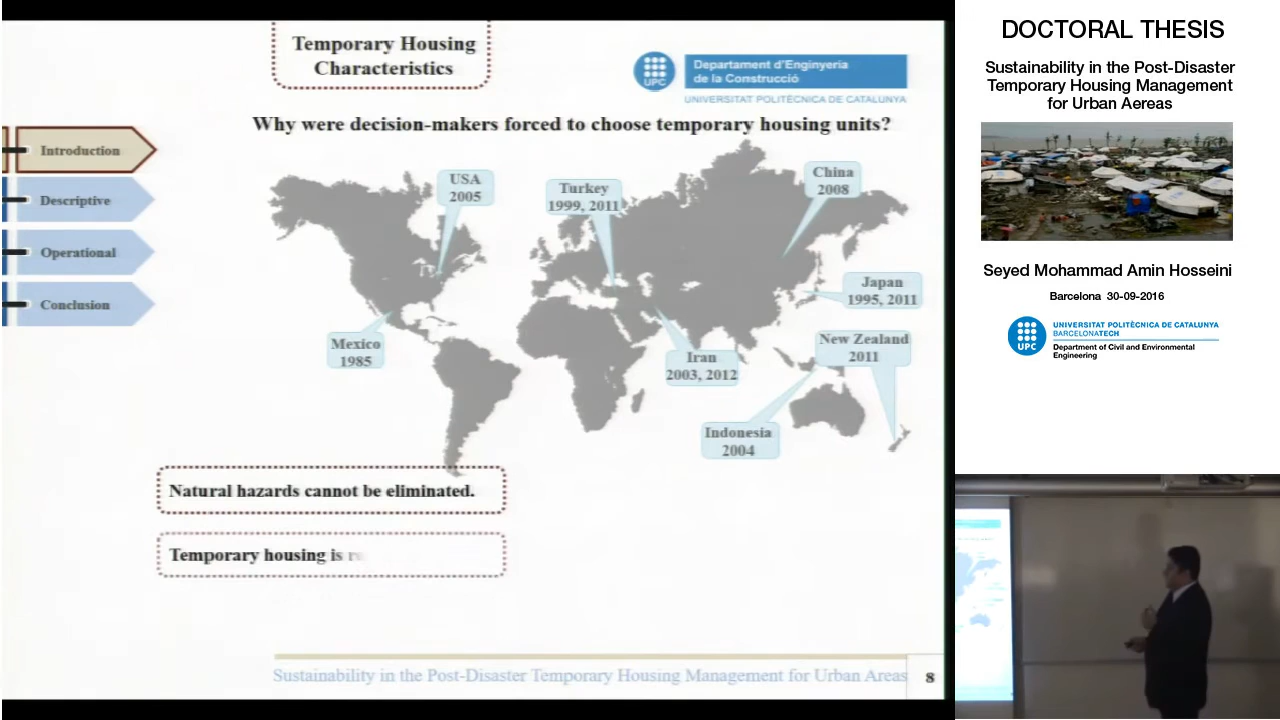 Temporary Housing
Characteristics
UPC
Departament d'Enginyeria
de la Construcció
UNIVERSITAT POLITÈCNICA DE CATALUNYA
Why were decision-makers forced to choose temporary housing units?
Introduction
Descriptive
Operational
Conclusion
USA
2005
Turkey
1999, 2011
China
2008
Japan
1995, 2011
Mexico
1985
Iran
2003, 2012
New Zealand
2011
Indonesia
2004
Natural hazards cannot be eliminated.
Temporary housing is
Sustainability in the Post-Disaster Temporary Housing Management for Urban Areas
8
DOCTORAL THESIS
Sustainability in the Post-Disaster
Temporary Housing Management
for Urban Aereas
Seyed Mohammad Amin Hosseini
Barcelona 30-09-2016
UPC
UNIVERSITAT POLITÈCNICA DE CATALUNYA
BARCELONATECH
Department of Civil and Environmental
Engineering